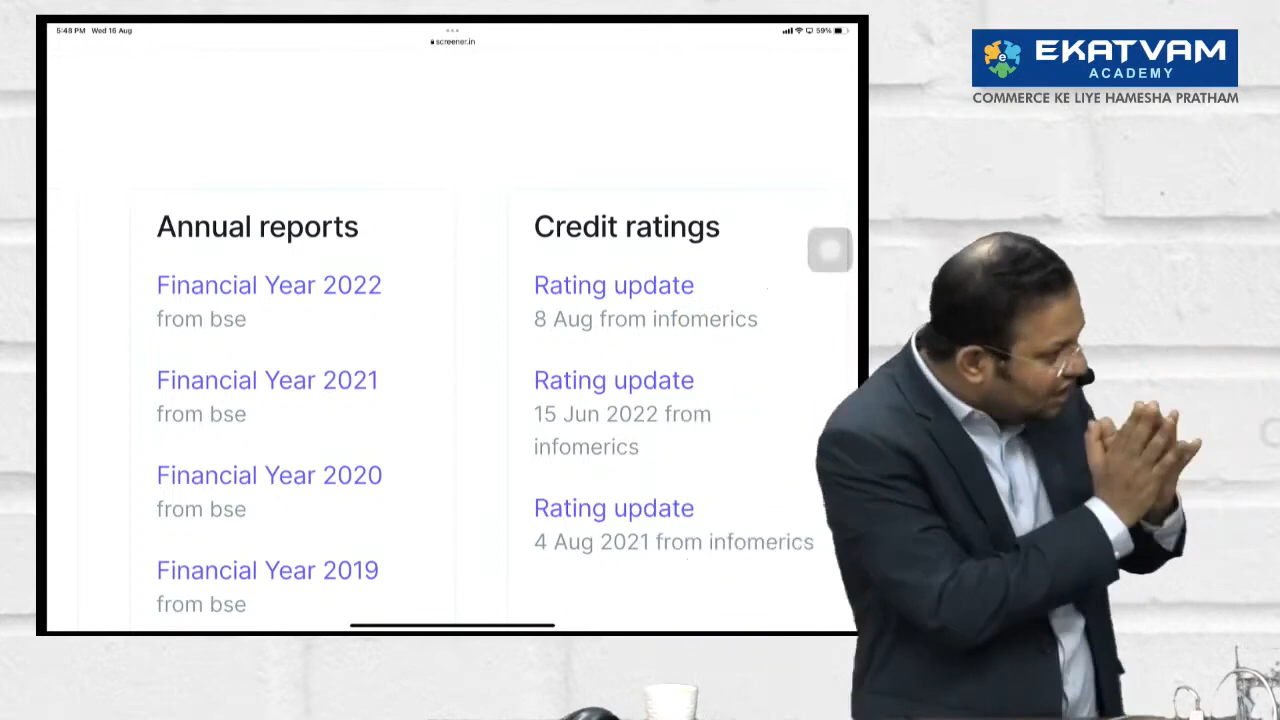 5:48 PM Wed 16 Aug
screener.in
59%
EKATVAM
ACADEMY
COMMERCE KE LIYE HAMESHA PRATHAM
Annual reports
Financial Year 2022
from bse
Financial Year 2021
from bse
Financial Year 2020
from bse
Financial Year 2019
from bse
Credit ratings
Rating update
8 Aug from infomerics
Rating update
15 Jun 2022 from
infomerics
Rating update
4 Aug 2021 from infomerics